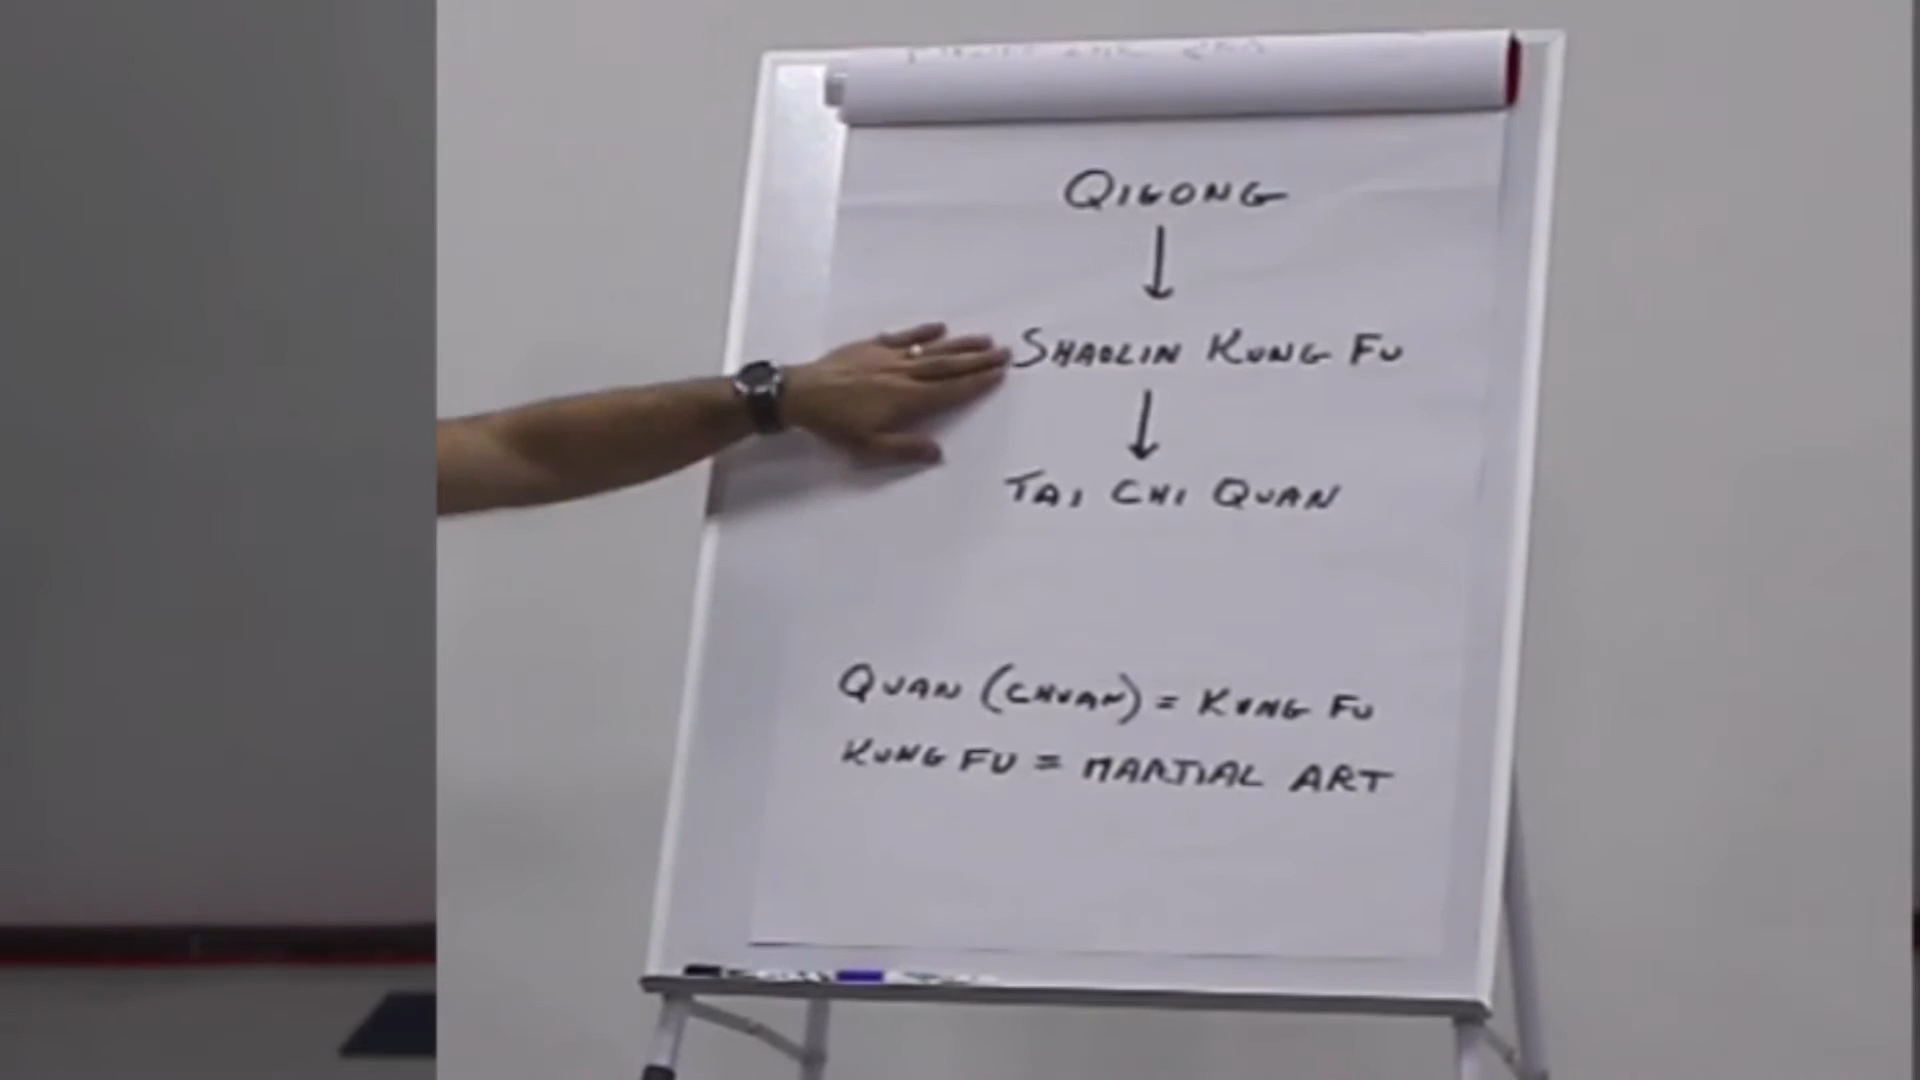 QIGONG
↓
SHAOLIN KUNG FU
↓
TAI CHI QUAN
QUAN (CHUAN) = KUNG FU
KUNG FU = MARTIAL ART